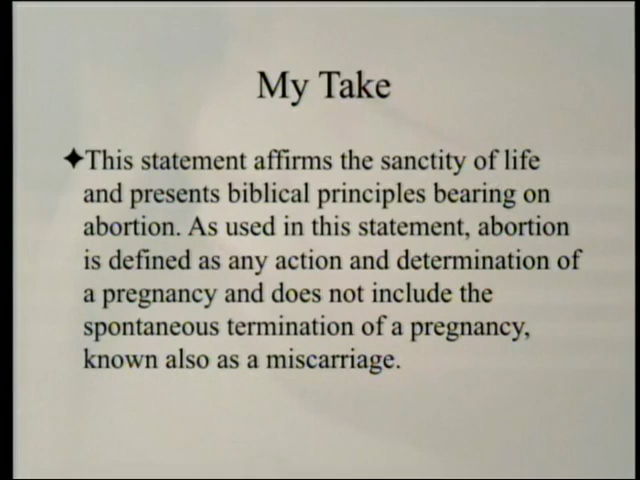 My Take
✦This statement affirms the sanctity of life
and presents biblical principles bearing on
abortion. As used in this statement, abortion
is defined as any action and determination of
a pregnancy and does not include the
spontaneous termination of a pregnancy,
known also as a miscarriage.